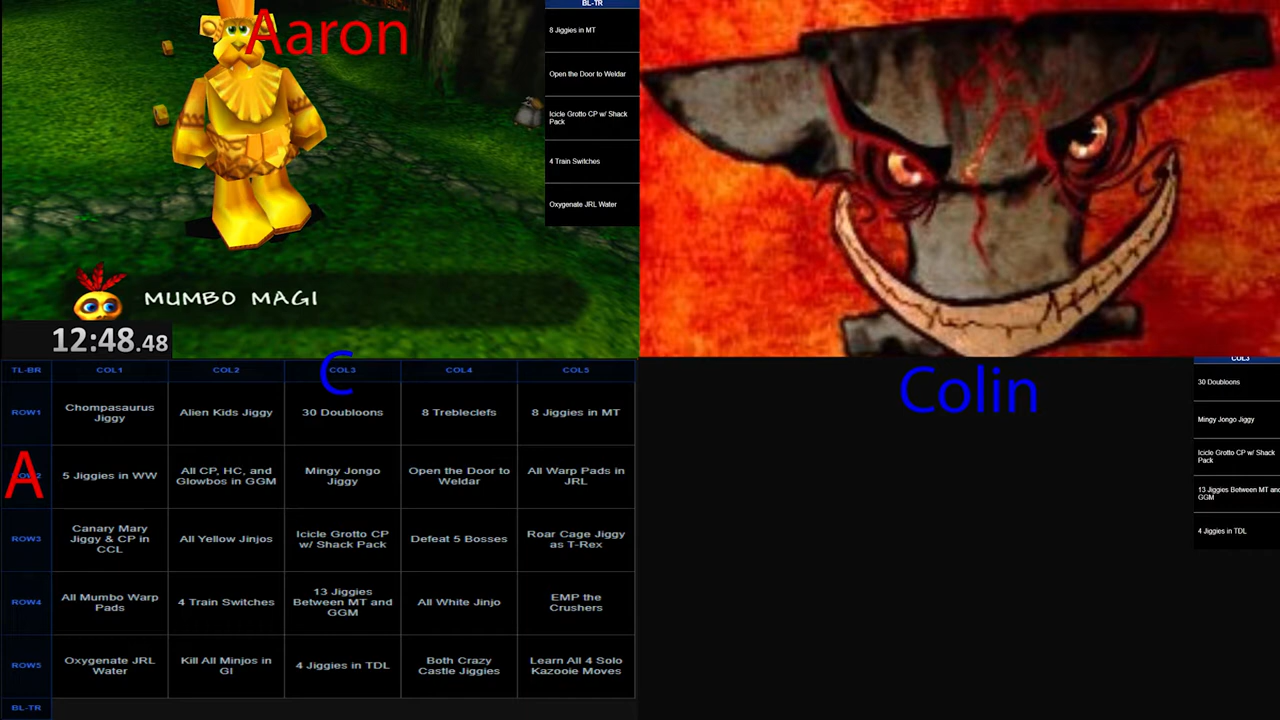 Aaron
BL-TR
8 Jiggies in MT
Open the Door to Weldar
Icicle Grotto CP w/ Shack
Pack
4 Train Switches
Oxygenate JRL Water
MUMBO MAGI
12:48.48
C
TL-BR COL1 COL2 COL3 COL4 COL5
ROW1
Chompasaurus
Jiggy
Alien Kids Jiggy
30 Doubloons
8 Trebleclefs
8 Jiggies in MT
A
5 Jiggies in WW
All CP, HC, and
Glowbos in GGM
Mingy Jongo
Jiggy
Open the Door to
Weldar
All Warp Pads in
JRL
ROW3
Canary Mary
Jiggy & CP in
CCL
All Yellow Jinjos
Icicle Grotto CP
w/ Shack Pack
Defeat 5 Bosses
Roar Cage Jiggy
as T-Rex
ROW4
All Mumbo Warp
Pads
4 Train Switches
13 Jiggies
Between MT and
GGM
All White Jinjo
EMP the
Crushers
ROW5
Oxygenate JRL
Water
Kill All Minjos in
GI
4 Jiggies in TDL
Both Crazy
Castle Jiggies
Learn All 4 Solo
Kazooie Moves
BL-TR
Colin
COL3
30 Doubloons
Mingy Jongo Jiggy
Icicle Grotto CP w/ Shack
Pack
13 Jiggies Between MT and
GGM
4 Jiggies in TDL